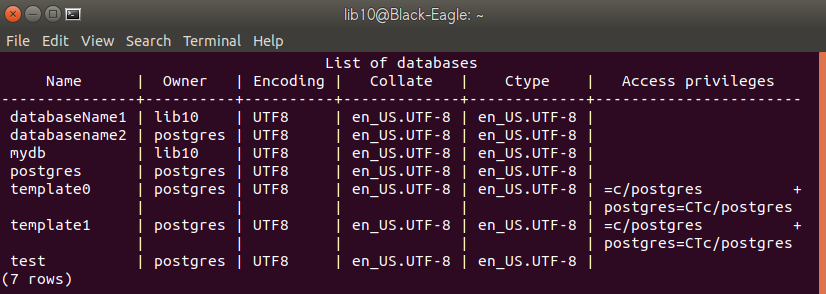 lib10@Black-Eagle: ~
File Edit View Search Terminal Help
                                      List of databases
     Name      |  Owner   | Encoding |   Collate   |    Ctype    |   Access privileges
---------------+----------+----------+-------------+-------------+-----------------------
 databaseName1 | lib10    | UTF8     | en_US.UTF-8 | en_US.UTF-8 |
 databasename2 | postgres | UTF8     | en_US.UTF-8 | en_US.UTF-8 |
 mydb          | lib10    | UTF8     | en_US.UTF-8 | en_US.UTF-8 |
 postgres      | postgres | UTF8     | en_US.UTF-8 | en_US.UTF-8 |
 template0     | postgres | UTF8     | en_US.UTF-8 | en_US.UTF-8 | =c/postgres          +
               |          |          |             |             | postgres=CTc/postgres
 template1     | postgres | UTF8     | en_US.UTF-8 | en_US.UTF-8 | =c/postgres          +
               |          |          |             |             | postgres=CTc/postgres
 test          | postgres | UTF8     | en_US.UTF-8 | en_US.UTF-8 |
(7 rows)